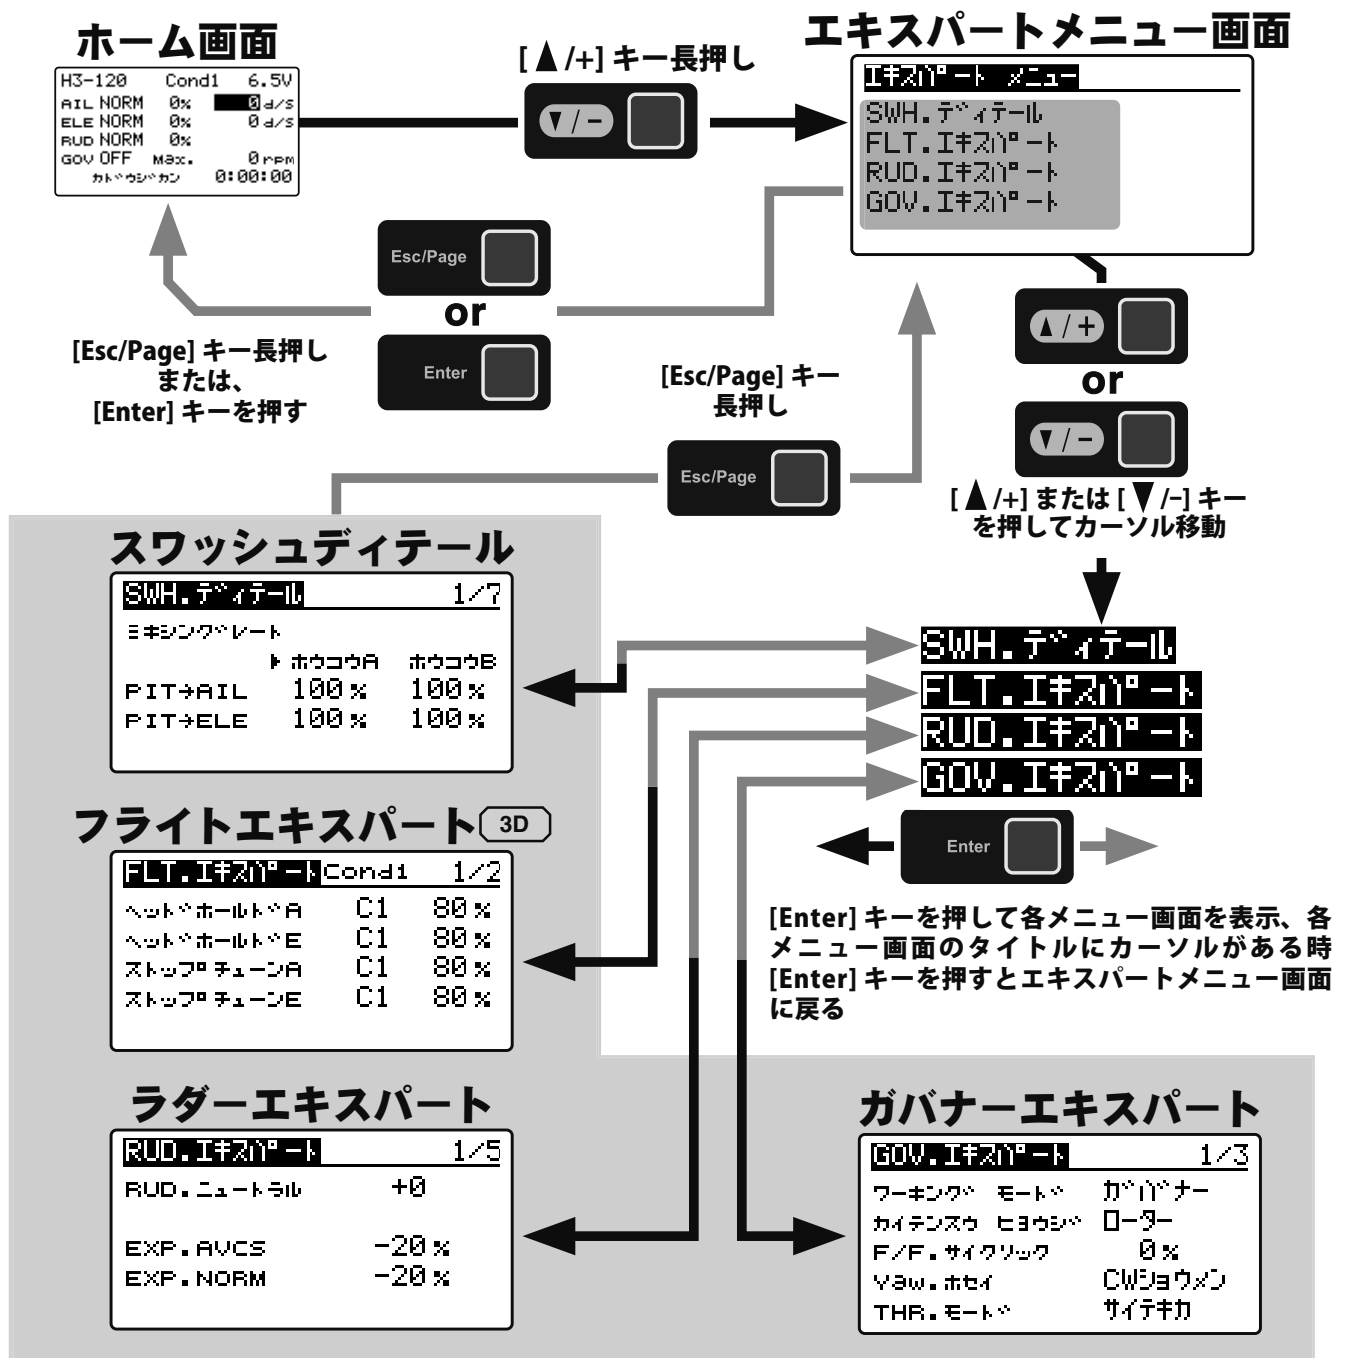 ホーム画面
H3-120 Cond1 6.5V
AIL NORM 0% 0d/s
ELE NORM 0% 0d/s
RUD NORM 0%
GOV OFF Max. 0rpm
カドウジカン 0:00:00
[▲/+] キー長押し
▼/−
エキスパートメニュー画面
エキスパート メニュー
SWH.ディテール
FLT.エキスパート
RUD.エキスパート
GOV.エキスパート
Esc/Page
or
Enter
[Esc/Page] キー長押し
または、
[Enter] キーを押す
[Esc/Page] キー
長押し
Esc/Page
▲/+
or
▼/−
[▲/+] または [▼/−] キー
を押してカーソル移動
SWH.ディテール
FLT.エキスパート
RUD.エキスパート
GOV.エキスパート
Enter
[Enter] キーを押して各メニュー画面を表示、各
メニュー画面のタイトルにカーソルがある時
[Enter] キーを押すとエキスパートメニュー画面
に戻る
スワッシュディテール
SWH.ディテール 1/7
ミキシングレート
▶ホウコウA ホウコウB
PIT→AIL 100% 100%
PIT→ELE 100% 100%
フライトエキスパート 3D
FLT.エキスパート Cond1 1/2
ヘッドホールドA C1 80%
ヘッドホールドE C1 80%
ストップチューンA C1 80%
ストップチューンE C1 80%
ラダーエキスパート
RUD.エキスパート 1/5
RUD.ニュートラル +0
EXP.AVCS −20%
EXP.NORM −20%
ガバナーエキスパート
GOV.エキスパート 1/3
ワーキング モード ガバナー
カイテンスウ ヒョウジ ローター
F/F.サイクリック 0%
Yaw.ホセイ CWショウメン
THR.モード サイテキカ